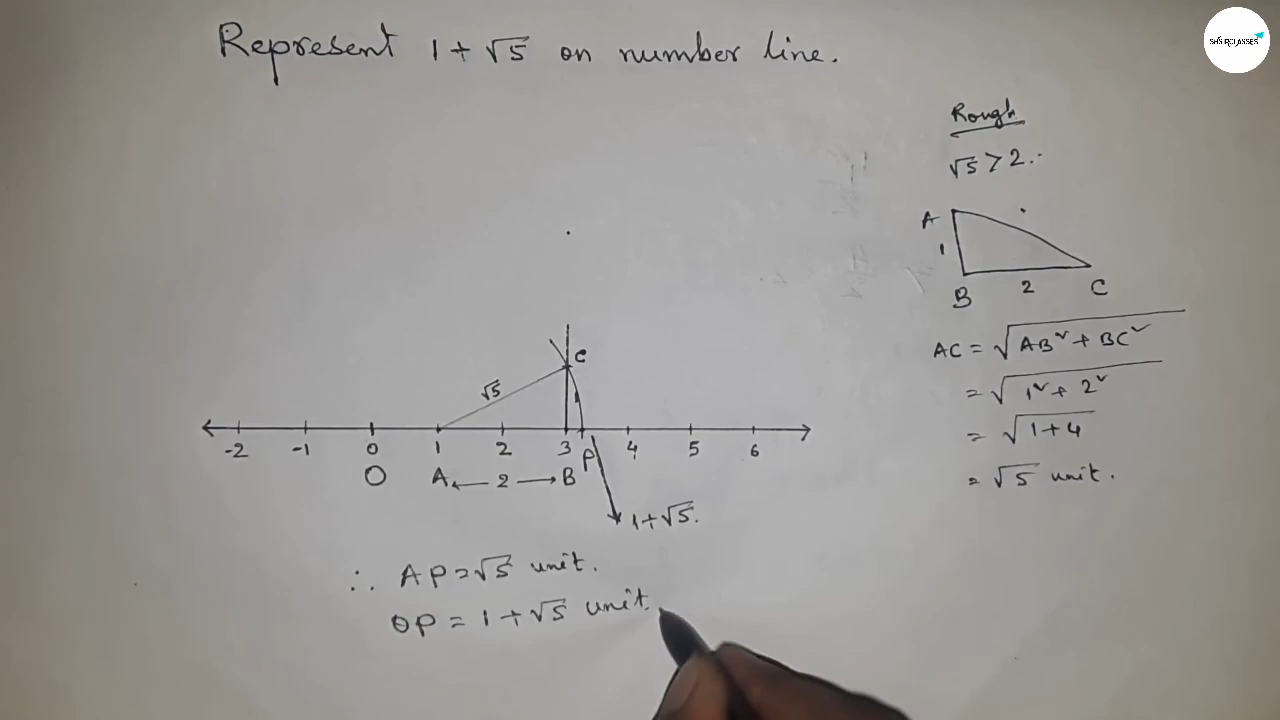 Represent 1 + √5 on number line.
SHSIRCLASSES
Rough
√5 > 2.
A
1
B 2 C
AC = √AB² + BC²
= √1² + 2²
= √1 + 4
= √5 unit.
C
√5
1
-2 -1 0 1 2 3 P 4 5 6
O A ← 2 → B
1+√5.
∴ AP = √5 unit.
OP = 1 + √5 unit.